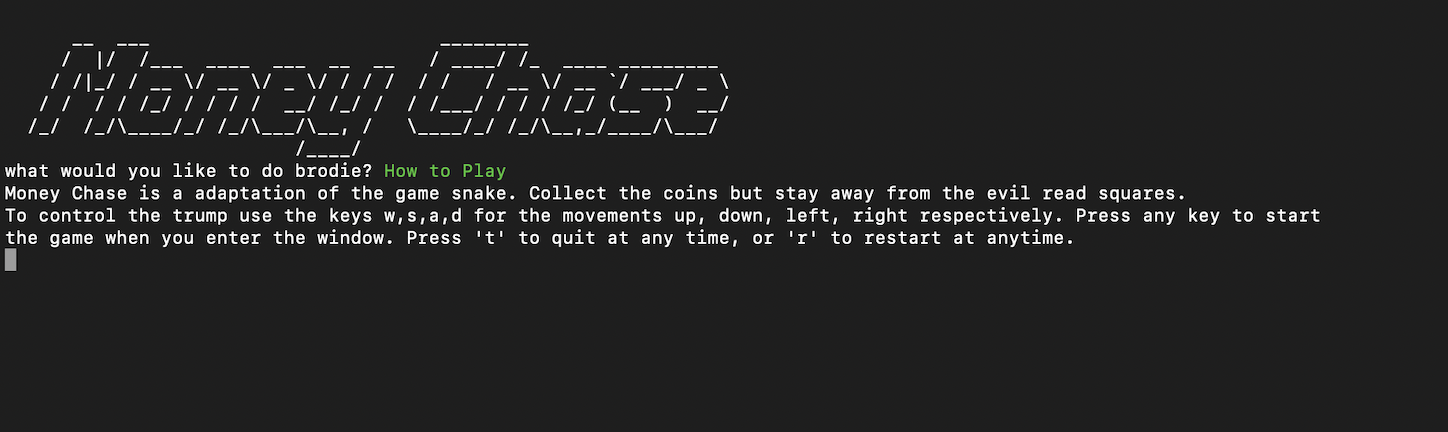 Money Chase
what would you like to do brodie? How to Play
Money Chase is a adaptation of the game snake. Collect the coins but stay away from the evil read squares.
To control the trump use the keys w,s,a,d for the movements up, down, left, right respectively. Press any key to start
the game when you enter the window. Press 't' to quit at any time, or 'r' to restart at anytime.